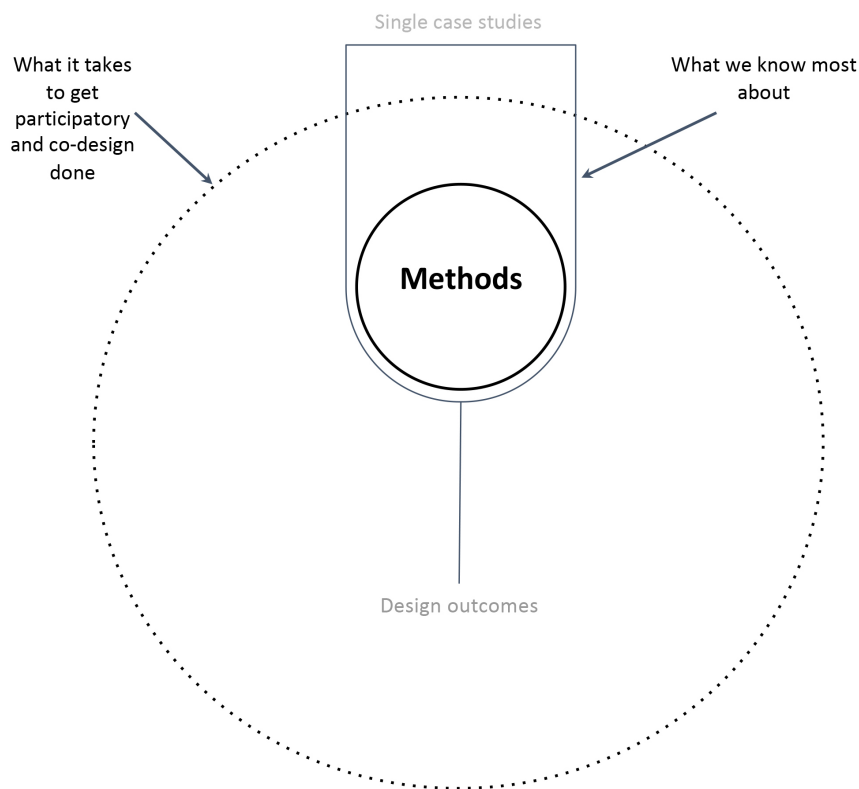 Single case studies
What it takes
to get
participatory
and co-design
done
What we know most
about
Methods
Design outcomes